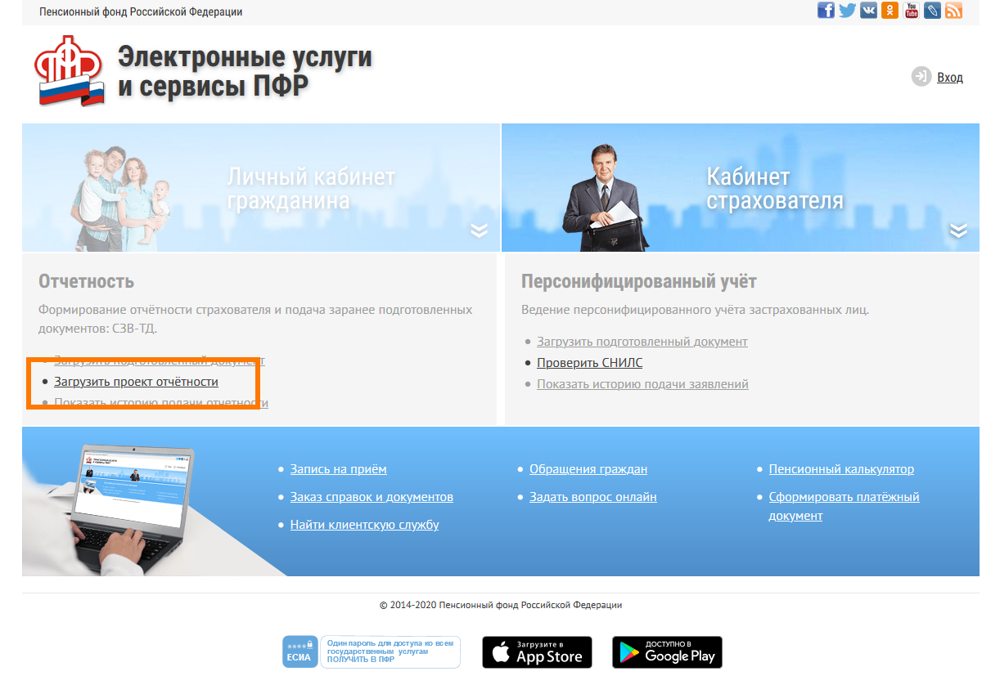 Пенсионный фонд Российской Федерации
Электронные услуги
и сервисы ПФР
Вход
Личный кабинет
гражданина
Кабинет
страхователя
Отчетность
Формирование отчётности страхователя и подача заранее подготовленных
документов: СЗВ-ТД.
Загрузить подготовленный документ
Загрузить проект отчётности
Показать историю подачи отчетности
Персонифицированный учёт
Ведение персонифицированного учёта застрахованных лиц.
Загрузить подготовленный документ
Проверить СНИЛС
Показать историю подачи заявлений
Запись на приём
Заказ справок и документов
Найти клиентскую службу
Обращения граждан
Задать вопрос онлайн
Пенсионный калькулятор
Сформировать платёжный
документ
© 2014-2020 Пенсионный фонд Российской Федерации
****
ЕСИА
Один пароль для доступа ко всем
государственным услугам
ПОЛУЧИТЬ В ПФР
Загрузите в
App Store
ДОСТУПНО В
Google Play